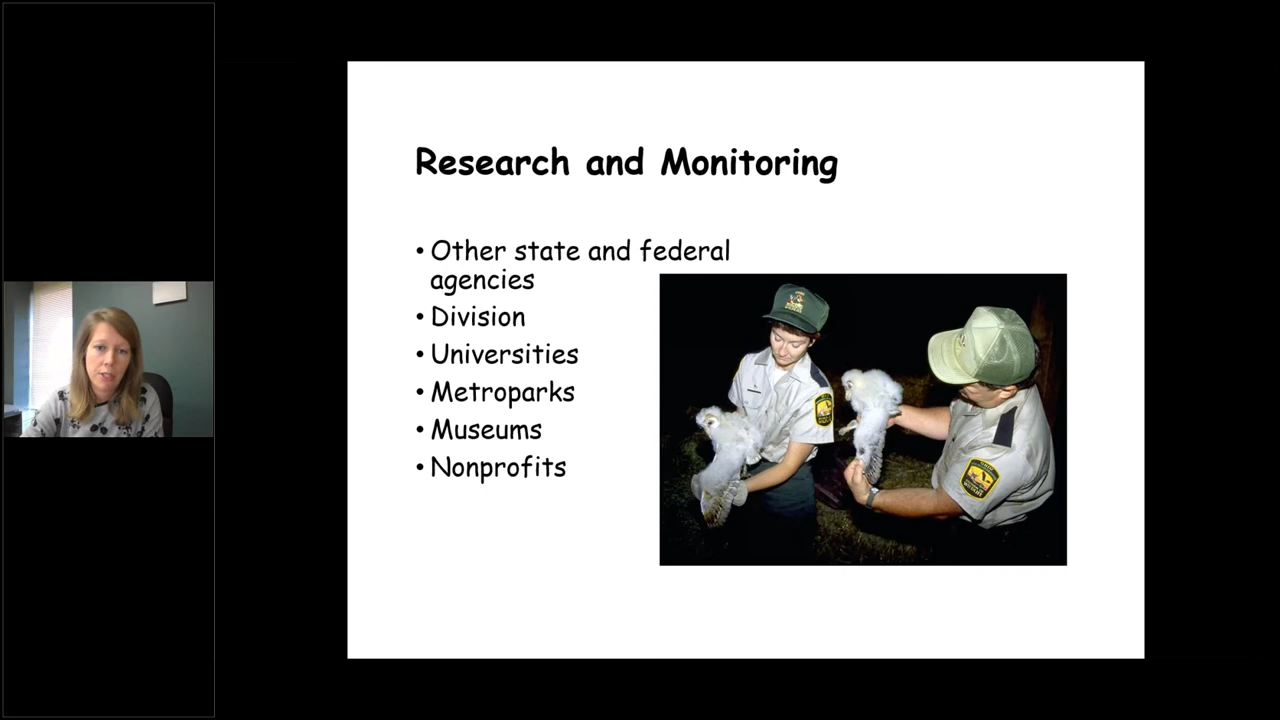 Research and Monitoring
• Other state and federal
agencies
• Division
• Universities
• Metroparks
• Museums
• Nonprofits